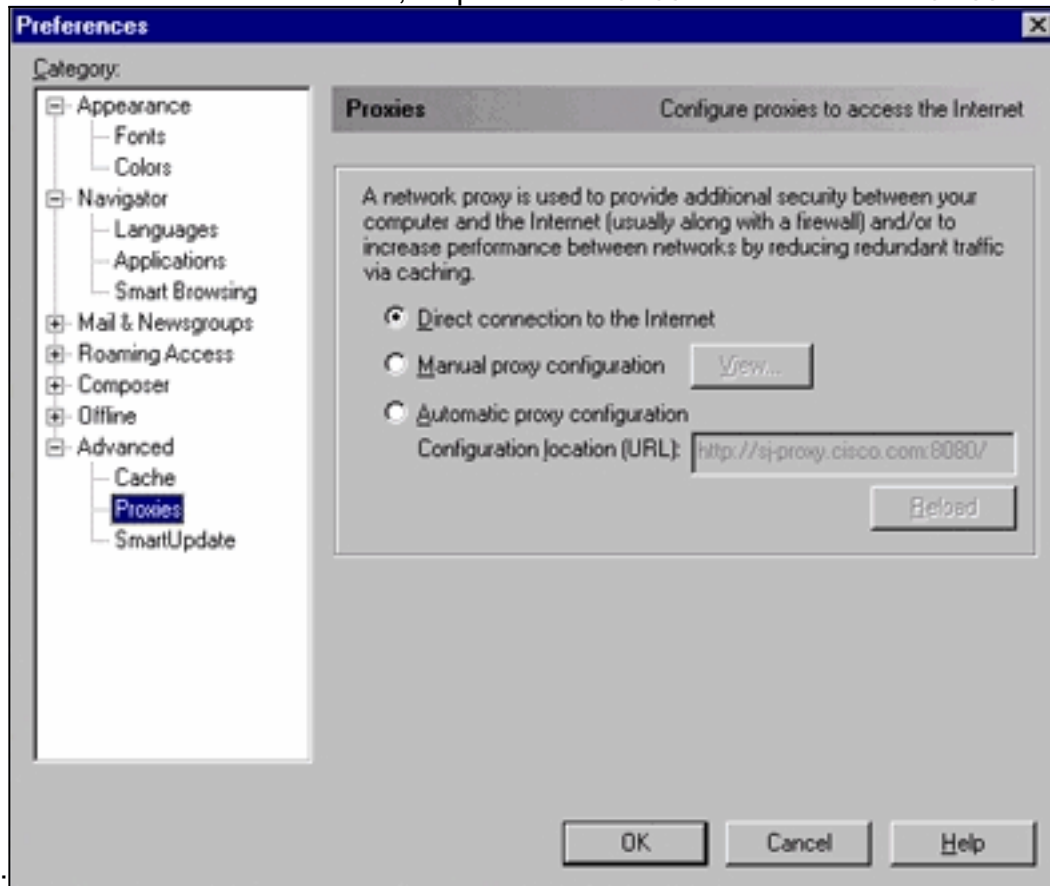 Preferences
Category:
Appearance
Fonts
Colors
Navigator
Languages
Applications
Smart Browsing
Mail & Newsgroups
Roaming Access
Composer
Offline
Advanced
Cache
Proxies
SmartUpdate
Proxies Configure proxies to access the Internet
A network proxy is used to provide additional security between your
computer and the Internet (usually along with a firewall) and/or to
increase performance between networks by reducing redundant traffic
via caching.
Direct connection to the Internet
Manual proxy configuration View...
Automatic proxy configuration
Configuration location (URL): http://sj-proxy.cisco.com:8080/
Reload
OK Cancel Help
.